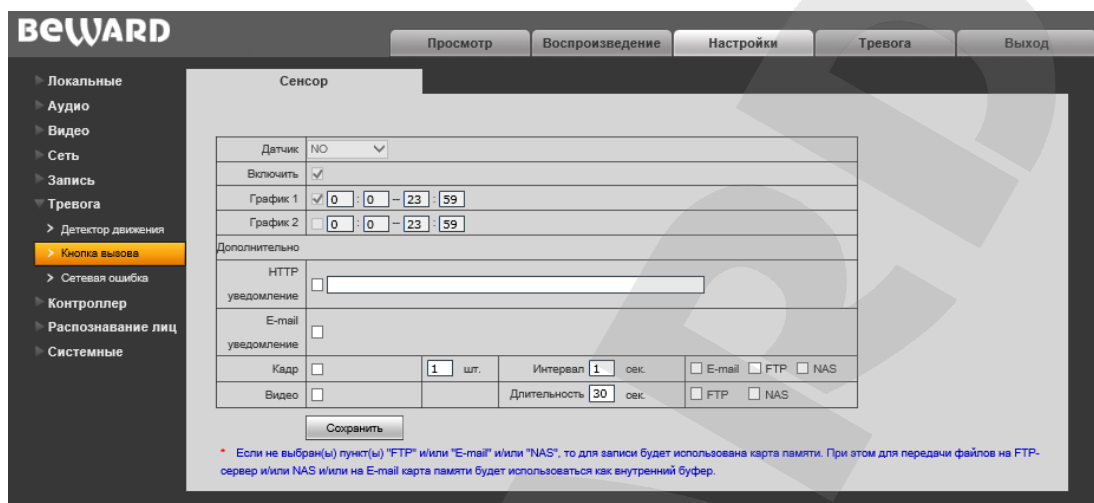 BEWARD
Просмотр Воспроизведение Настройки Тревога Выход
Локальные
Аудио
Видео
Сеть
Запись
Тревога
Детектор движения
Кнопка вызова
Сетевая ошибка
Контроллер
Распознавание лиц
Системные
Сенсор
Датчик NO
Включить
График 1 0 : 0 -- 23 : 59
График 2 0 : 0 -- 23 : 59
Дополнительно
HTTP
уведомление
E-mail
уведомление
Кадр 1 шт. Интервал 1 сек. E-mail FTP NAS
Видео Длительность 30 сек. FTP NAS
Сохранить
* Если не выбран(ы) пункт(ы) "FTP" и/или "E-mail" и/или "NAS", то для записи будет использована карта памяти. При этом для передачи файлов на FTP-
сервер и/или NAS и/или на E-mail карта памяти будет использоваться как внутренний буфер.